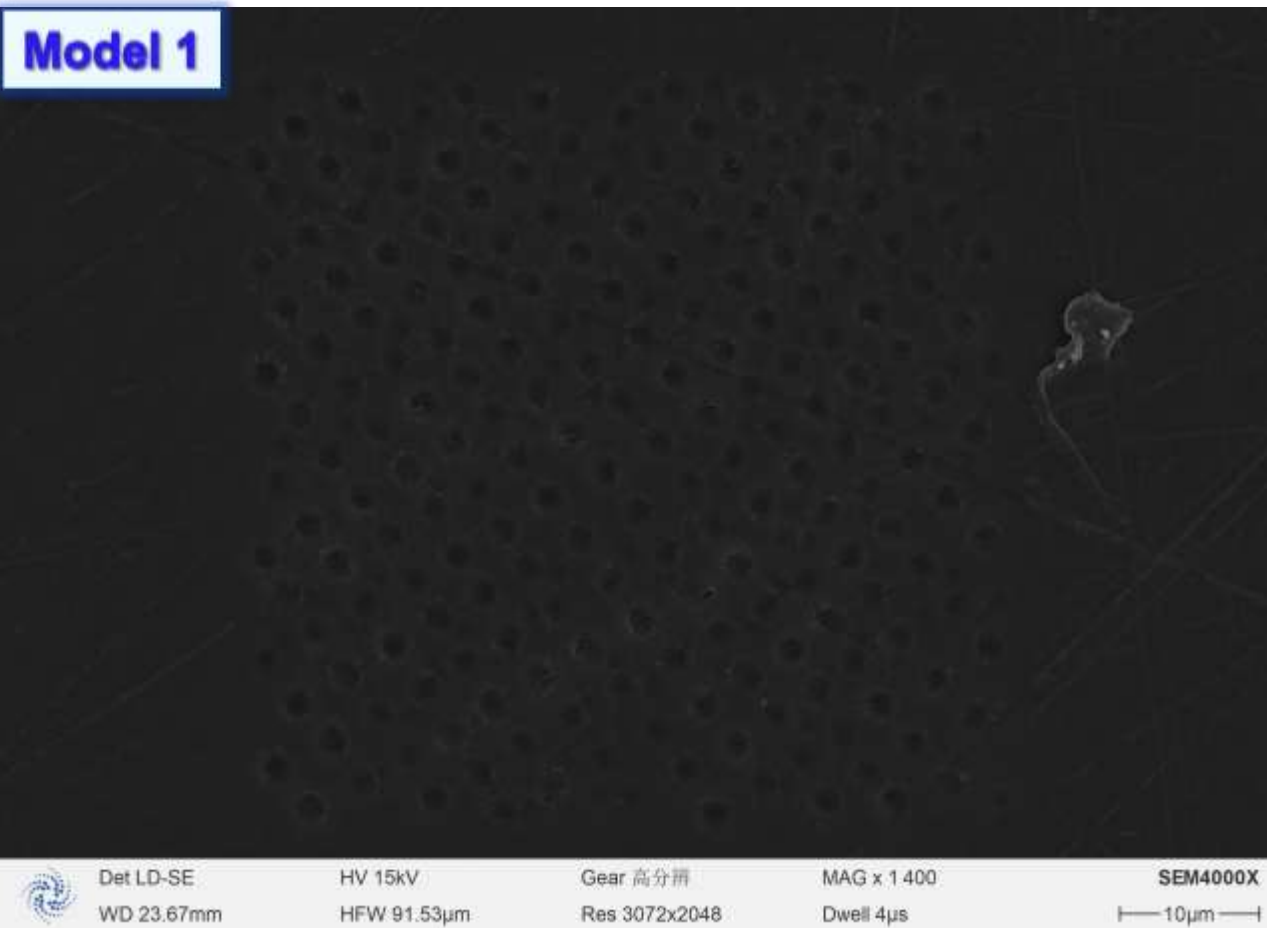 Model 1
Det LD-SE HV 15kV Gear 高分辨 MAG x 1 400 SEM4000X
WD 23.67mm HFW 91.53μm Res 3072x2048 Dwell 4μs 10μm